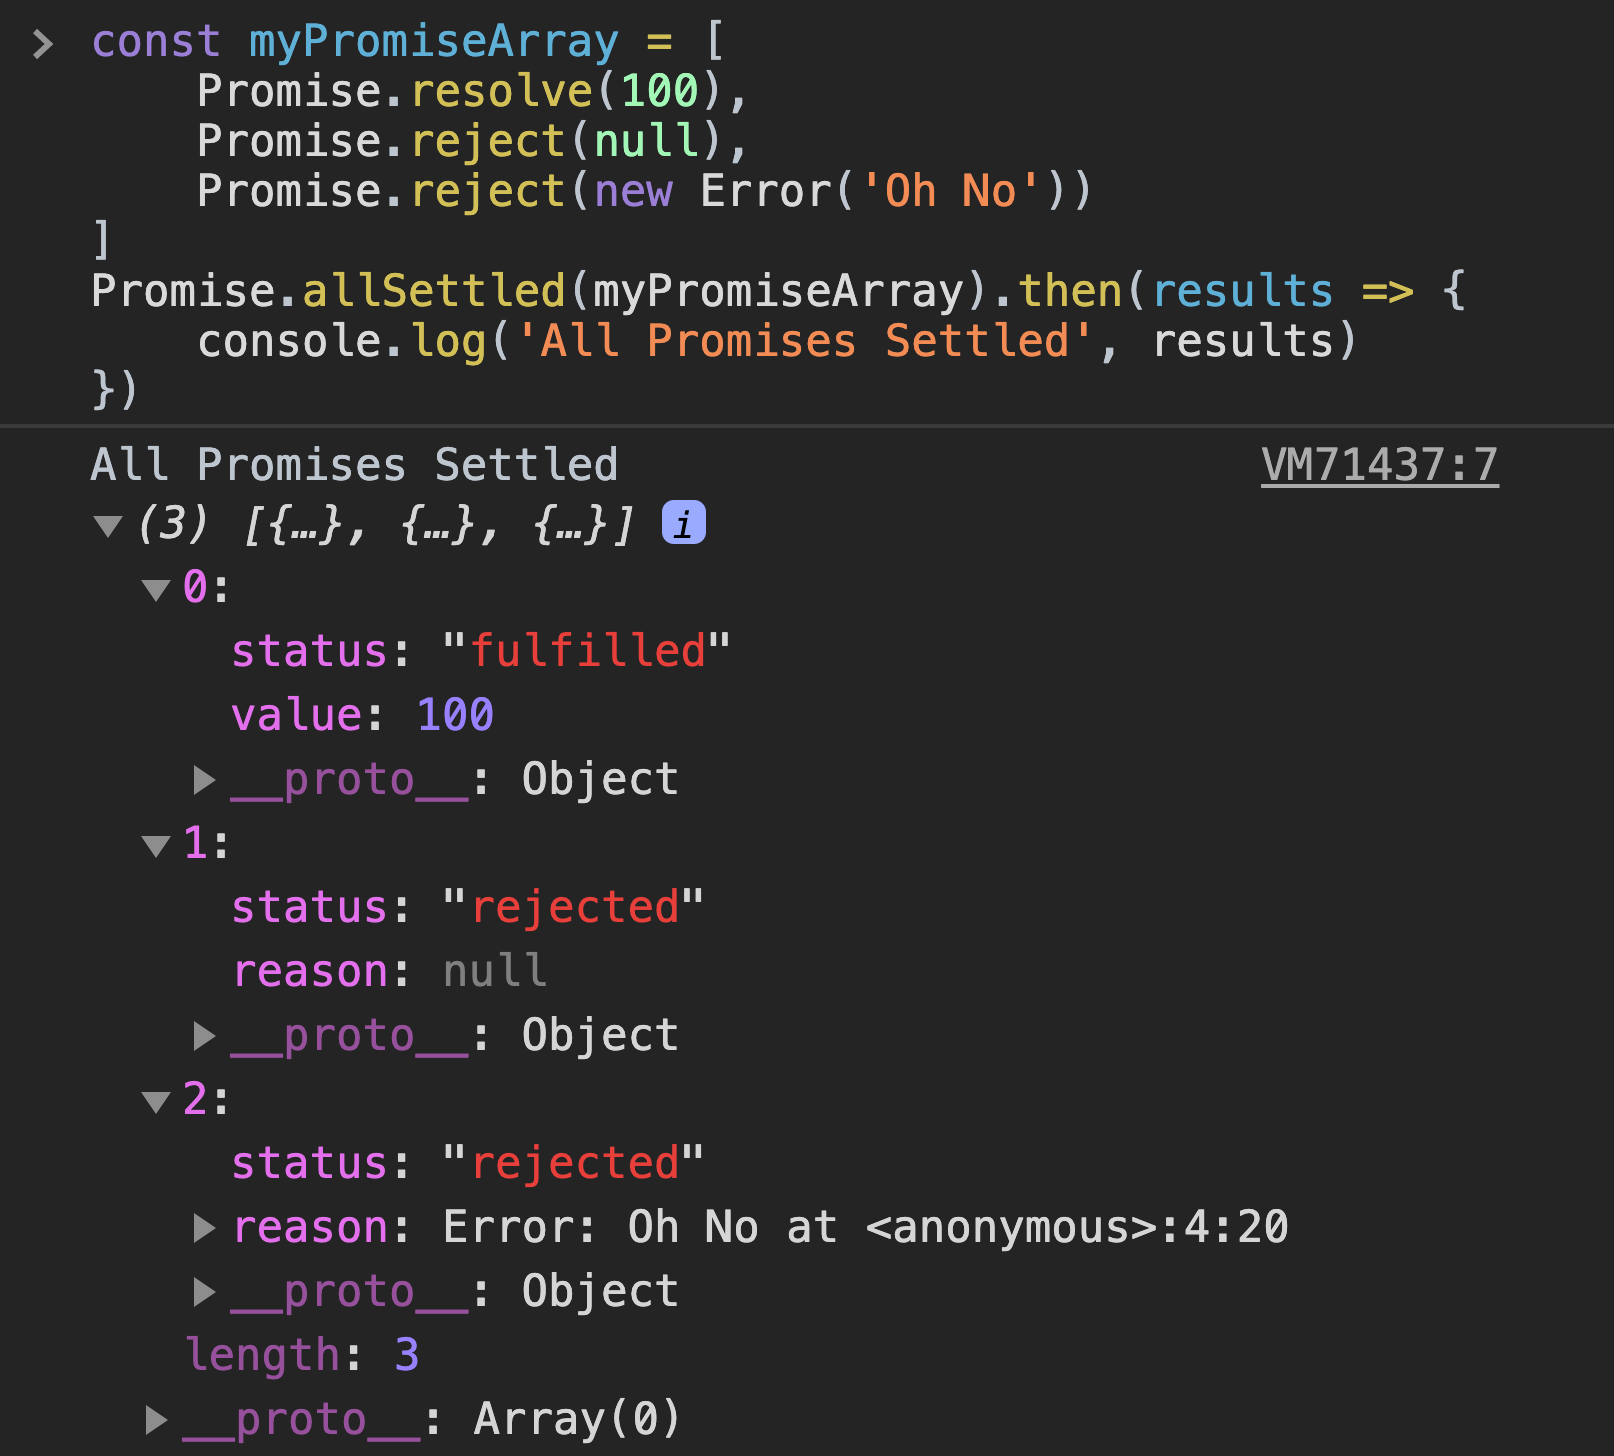 const myPromiseArray = [
    Promise.resolve(100),
    Promise.reject(null),
    Promise.reject(new Error('Oh No'))
]
Promise.allSettled(myPromiseArray).then(results => {
    console.log('All Promises Settled', results)
})
All Promises Settled VM71437:7
(3) [{…}, {…}, {…}] i
0:
status: "fulfilled"
value: 100
__proto__: Object
1:
status: "rejected"
reason: null
__proto__: Object
2:
status: "rejected"
reason: Error: Oh No at <anonymous>:4:20
__proto__: Object
length: 3
__proto__: Array(0)